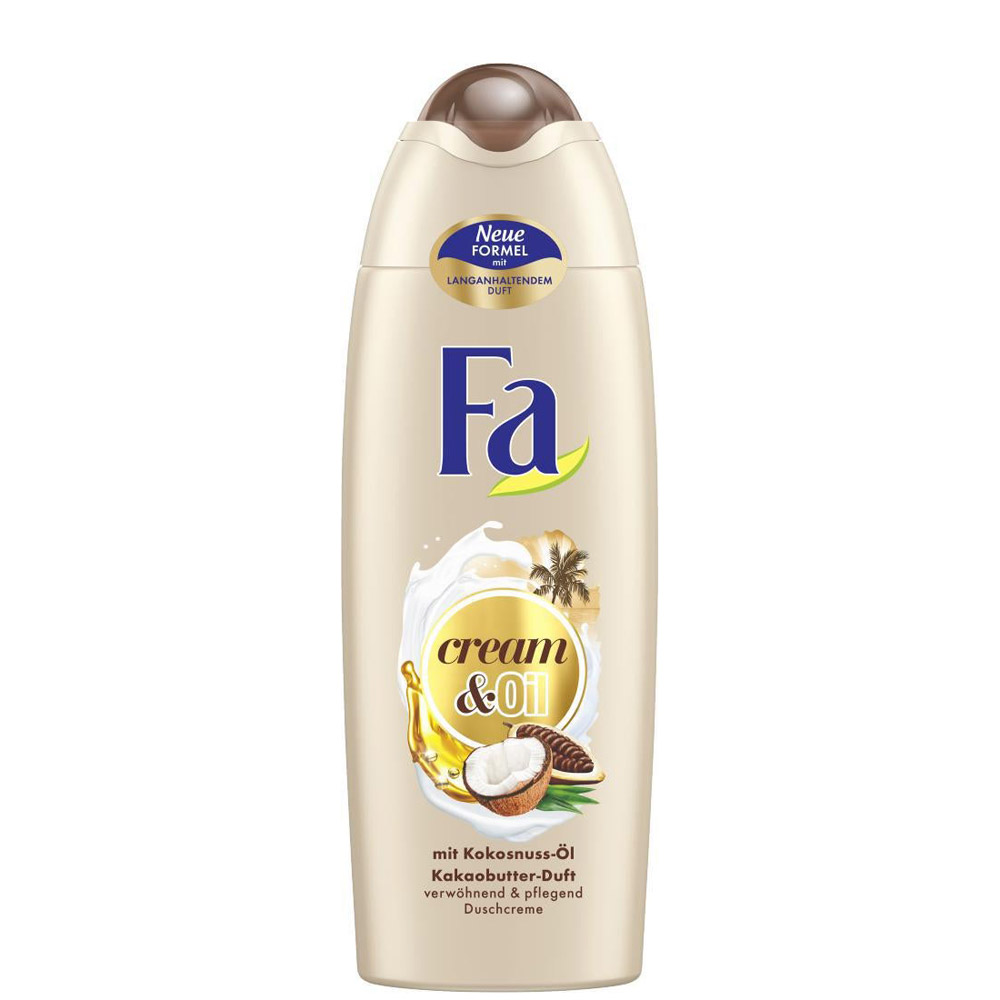 Neue
FORMEL
mit
LANGANHALTENDEM
DUFT
Fa
cream
&Oil
mit Kokosnuss-Öl
Kakaobutter-Duft
verwöhnend & pflegend
Duschcreme